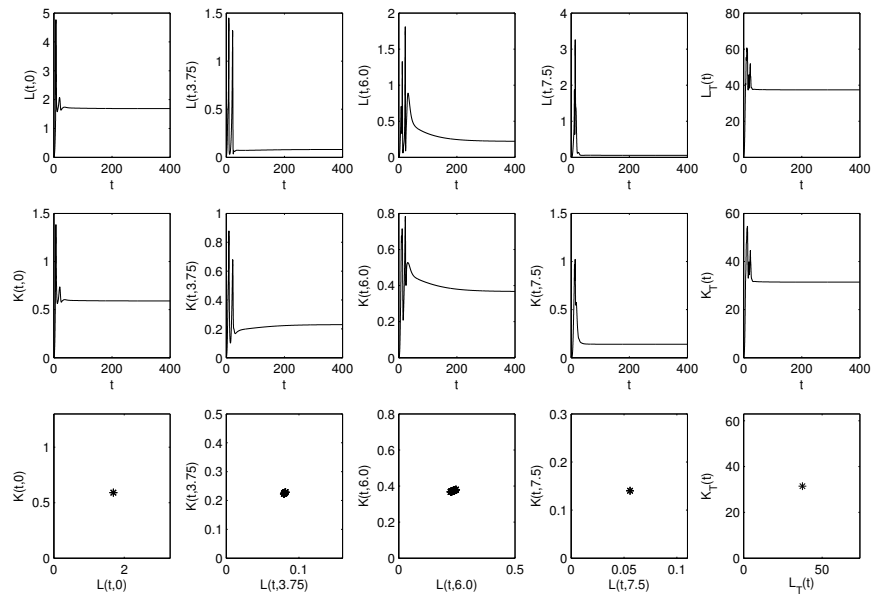 L(t,0)
5
4
3
2
1
0
0 200 400
t
L(t,3.75)
1.5
1
0.5
0
0 200 400
t
L(t,6.0)
2
1.5
1
0.5
0
0 200 400
t
L(t,7.5)
4
3
2
1
0
0 200 400
t
L_T(t)
80
60
40
20
0
0 200 400
t
K(t,0)
1.5
1
0.5
0
0 200 400
t
K(t,3.75)
1
0.8
0.6
0.4
0.2
0
0 200 400
t
K(t,6.0)
0.8
0.6
0.4
0.2
0
0 200 400
t
K(t,7.5)
1.5
1
0.5
0
0 200 400
t
K_T(t)
60
40
20
0
0 200 400
t
K(t,0)
1
0.5
0
0 2
L(t,0)
K(t,3.75)
0.5
0.4
0.3
0.2
0.1
0
0 0.1
L(t,3.75)
K(t,6.0)
0.8
0.6
0.4
0.2
0
0 0.5
L(t,6.0)
K(t,7.5)
0.3
0.2
0.1
0
0 0.05 0.1
L(t,7.5)
K_T(t)
60
40
20
0
0 50
L_T(t)